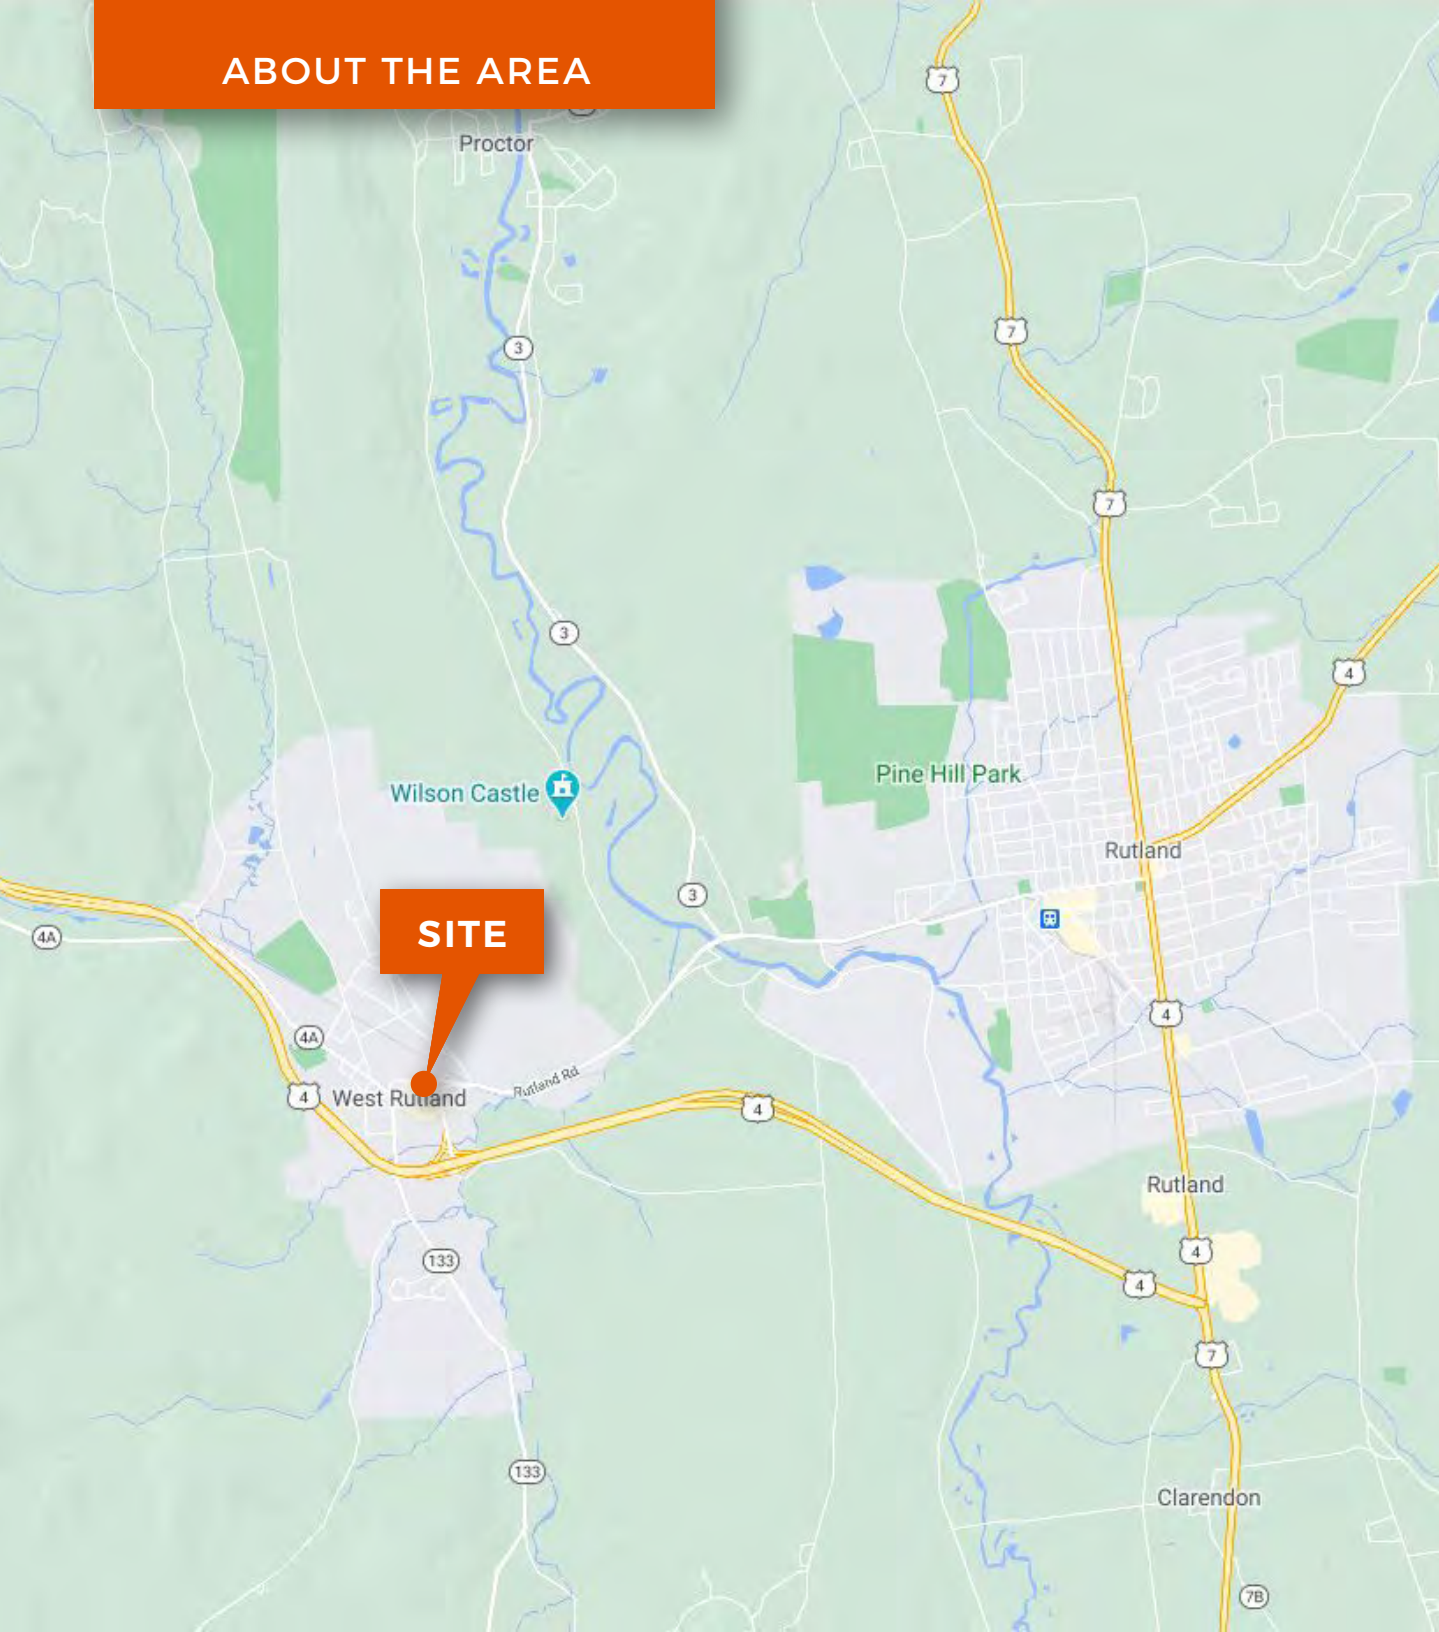 ABOUT THE AREA
7
Proctor
7
3
7
3
4
Pine Hill Park
Wilson Castle
Rutland
3
SITE
4A
4
4A
Rutland Rd
4
West Rutland
4
Rutland
4
133
4
7
133
Clarendon
7B